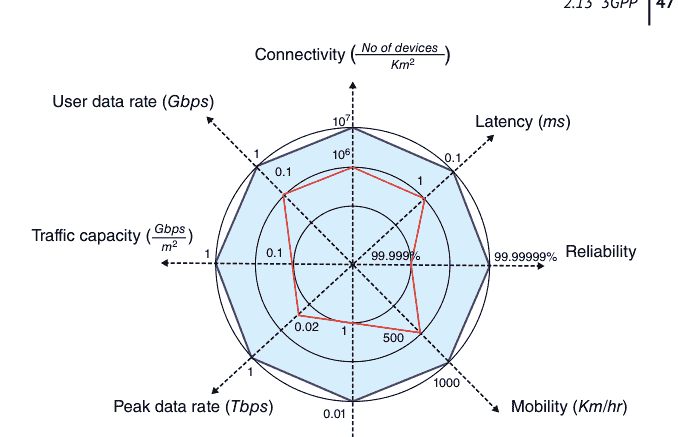 2.13 3GPP 47
Connectivity (No of devices / Km²)
User data rate (Gbps)
Latency (ms)
10⁷
1
0.1
10⁶
0.1
1
Traffic capacity (Gbps / m²)
Reliability
1
0.1
99.999%
99.99999%
0.02
1
500
1
1000
Peak data rate (Tbps)
0.01
Mobility (Km/hr)